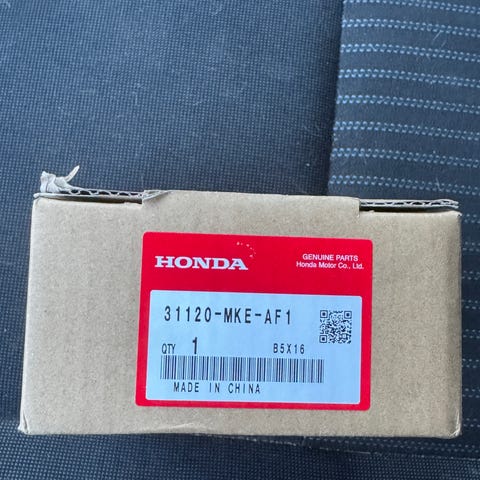 HONDA
GENUINE PARTS
Honda Motor Co., Ltd.
31120-MKE-AF1
QTY 1 B5X16
MADE IN CHINA